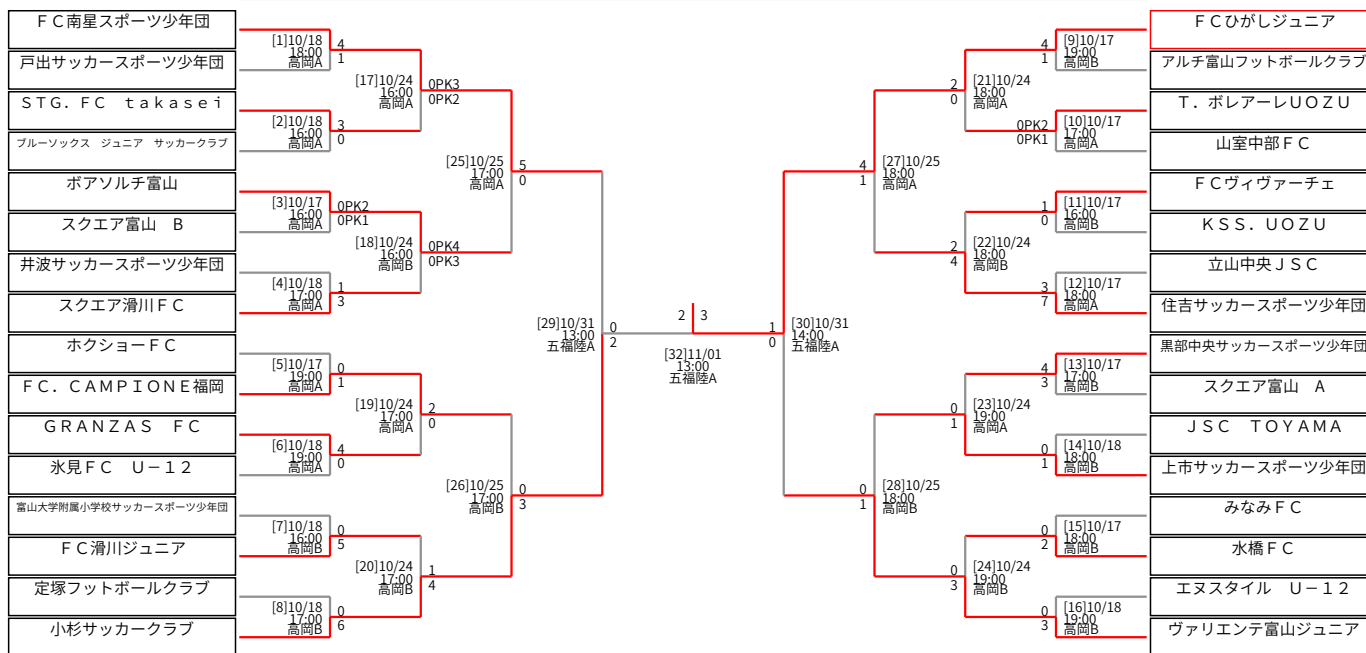 ＦＣ南星スポーツ少年団
戸出サッカースポーツ少年団
ＳＴＧ．ＦＣ　ｔａｋａｓｅｉ
ブルーソックス　ジュニア　サッカークラブ
ボアソルチ富山
スクエア富山　Ｂ
井波サッカースポーツ少年団
スクエア滑川ＦＣ
ホクショーＦＣ
ＦＣ．ＣＡＭＰＩＯＮＥ福岡
ＧＲＡＮＺＡＳ　ＦＣ
氷見ＦＣ　Ｕ－１２
富山大学附属小学校サッカースポーツ少年団
ＦＣ滑川ジュニア
定塚フットボールクラブ
小杉サッカークラブ
[1]10/18
18:00
高岡A
4
1
[2]10/18
16:00
高岡A
3
0
[3]10/17
16:00
高岡A
0PK2
0PK1
[4]10/18
17:00
高岡A
1
3
[5]10/17
19:00
高岡A
0
1
[6]10/18
19:00
高岡A
4
0
[7]10/18
16:00
高岡B
0
5
[8]10/18
17:00
高岡B
0
6
[17]10/24
16:00
高岡A
0PK3
0PK2
[18]10/24
16:00
高岡B
0PK4
0PK3
[19]10/24
17:00
高岡A
2
0
[20]10/24
17:00
高岡B
1
4
[25]10/25
17:00
高岡A
5
0
[26]10/25
17:00
高岡B
0
3
[29]10/31
13:00
五福陸A
0
2
2
3
[32]11/01
13:00
五福陸A
1
0
[30]10/31
14:00
五福陸A
4
1
[27]10/25
18:00
高岡A
0
1
[28]10/25
18:00
高岡B
2
0
[21]10/24
18:00
高岡A
2
4
[22]10/24
18:00
高岡B
0
1
[23]10/24
19:00
高岡A
0
3
[24]10/24
19:00
高岡B
4
1
[9]10/17
19:00
高岡B
0PK2
0PK1
[10]10/17
17:00
高岡A
1
0
[11]10/17
16:00
高岡B
3
7
[12]10/17
18:00
高岡A
4
3
[13]10/17
17:00
高岡B
0
1
[14]10/18
18:00
高岡B
0
2
[15]10/17
18:00
高岡B
0
3
[16]10/18
19:00
高岡B
ＦＣひがしジュニア
アルチ富山フットボールクラブ
Ｔ．ボレアーレＵＯＺＵ
山室中部ＦＣ
ＦＣヴィヴァーチェ
ＫＳＳ．ＵＯＺＵ
立山中央ＪＳＣ
住吉サッカースポーツ少年団
黒部中央サッカースポーツ少年団
スクエア富山　Ａ
ＪＳＣ　ＴＯＹＡＭＡ
上市サッカースポーツ少年団
みなみＦＣ
水橋ＦＣ
エヌスタイル　Ｕ－１２
ヴァリエンテ富山ジュニア